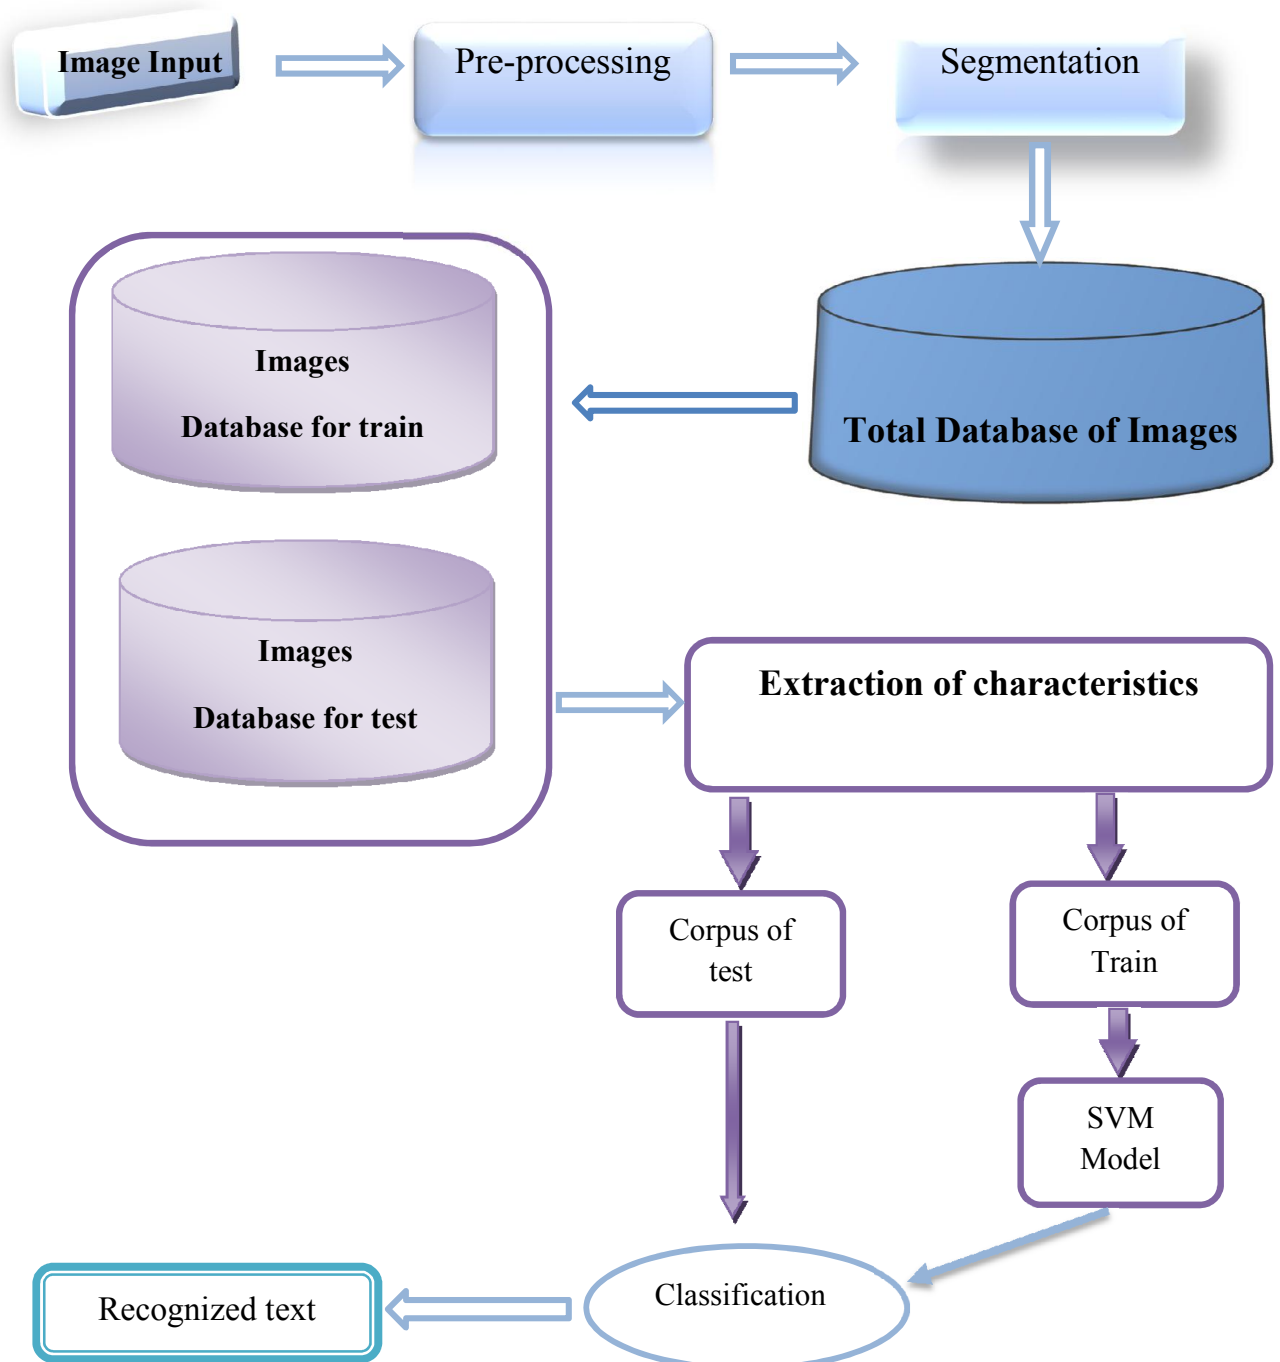 Image Input
Pre-processing
Segmentation
Images
Database for train
Total Database of Images
Images
Database for test
Extraction of characteristics
Corpus of
test
Corpus of
Train
SVM
Model
Classification
Recognized text